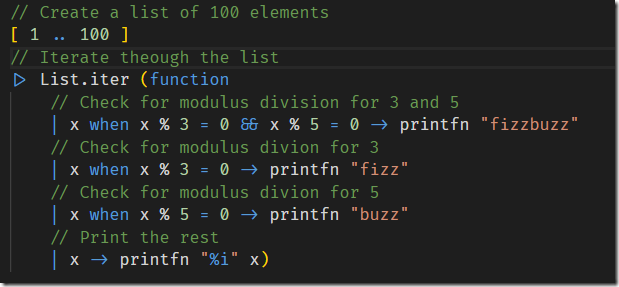 // Create a list of 100 elements
[ 1 .. 100 ]
// Iterate theough the list
|> List.iter (function
// Check for modulus division for 3 and 5
| x when x % 3 = 0 && x % 5 = 0 -> printfn "fizzbuzz"
// Check for modulus divion for 3
| x when x % 3 = 0 -> printfn "fizz"
// Check for modulus divion for 5
| x when x % 5 = 0 -> printfn "buzz"
// Print the rest
| x -> printfn "%i" x)